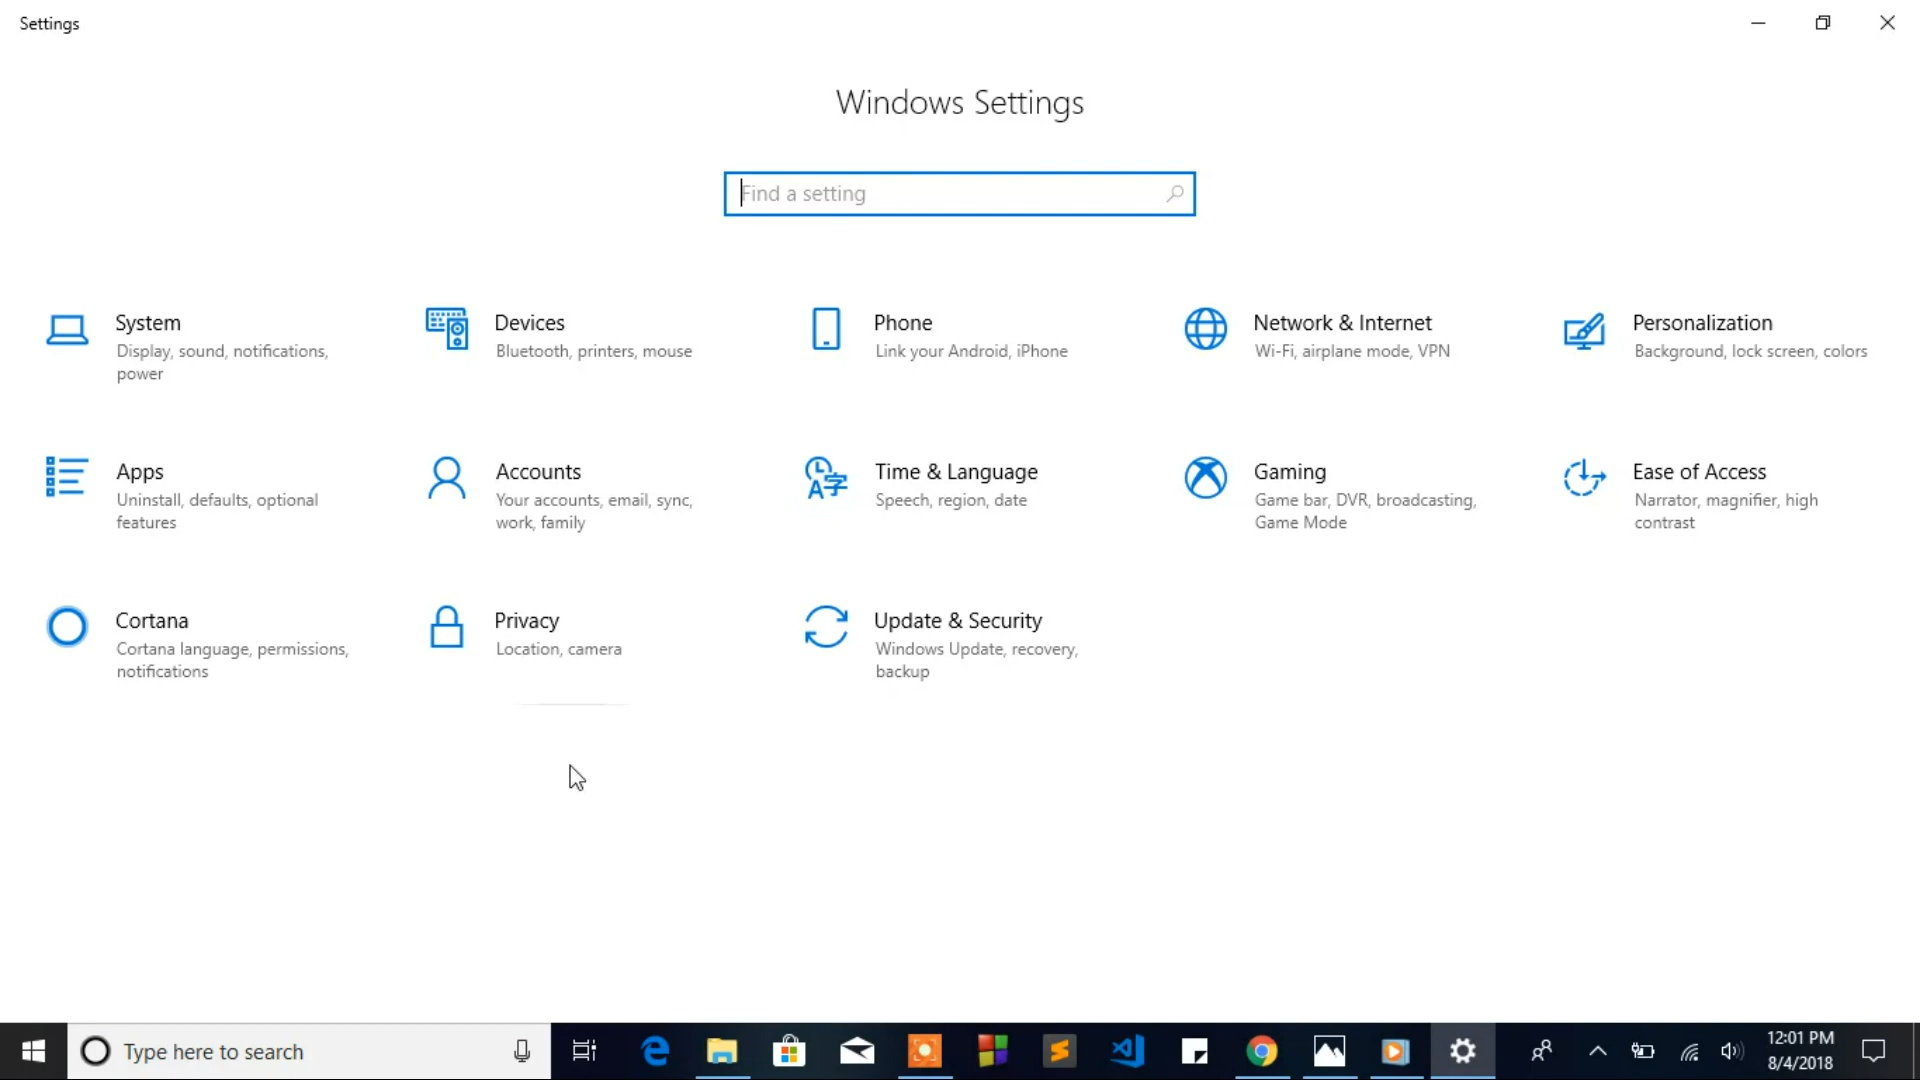 Settings
Windows Settings
Find a setting
System
Display, sound, notifications,
power
Devices
Bluetooth, printers, mouse
Phone
Link your Android, iPhone
Network & Internet
Wi-Fi, airplane mode, VPN
Personalization
Background, lock screen, colors
Apps
Uninstall, defaults, optional
features
Accounts
Your accounts, email, sync,
work, family
Time & Language
Speech, region, date
Gaming
Game bar, DVR, broadcasting,
Game Mode
Ease of Access
Narrator, magnifier, high
contrast
Cortana
Cortana language, permissions,
notifications
Privacy
Location, camera
Update & Security
Windows Update, recovery,
backup
Type here to search
12:01 PM
8/4/2018